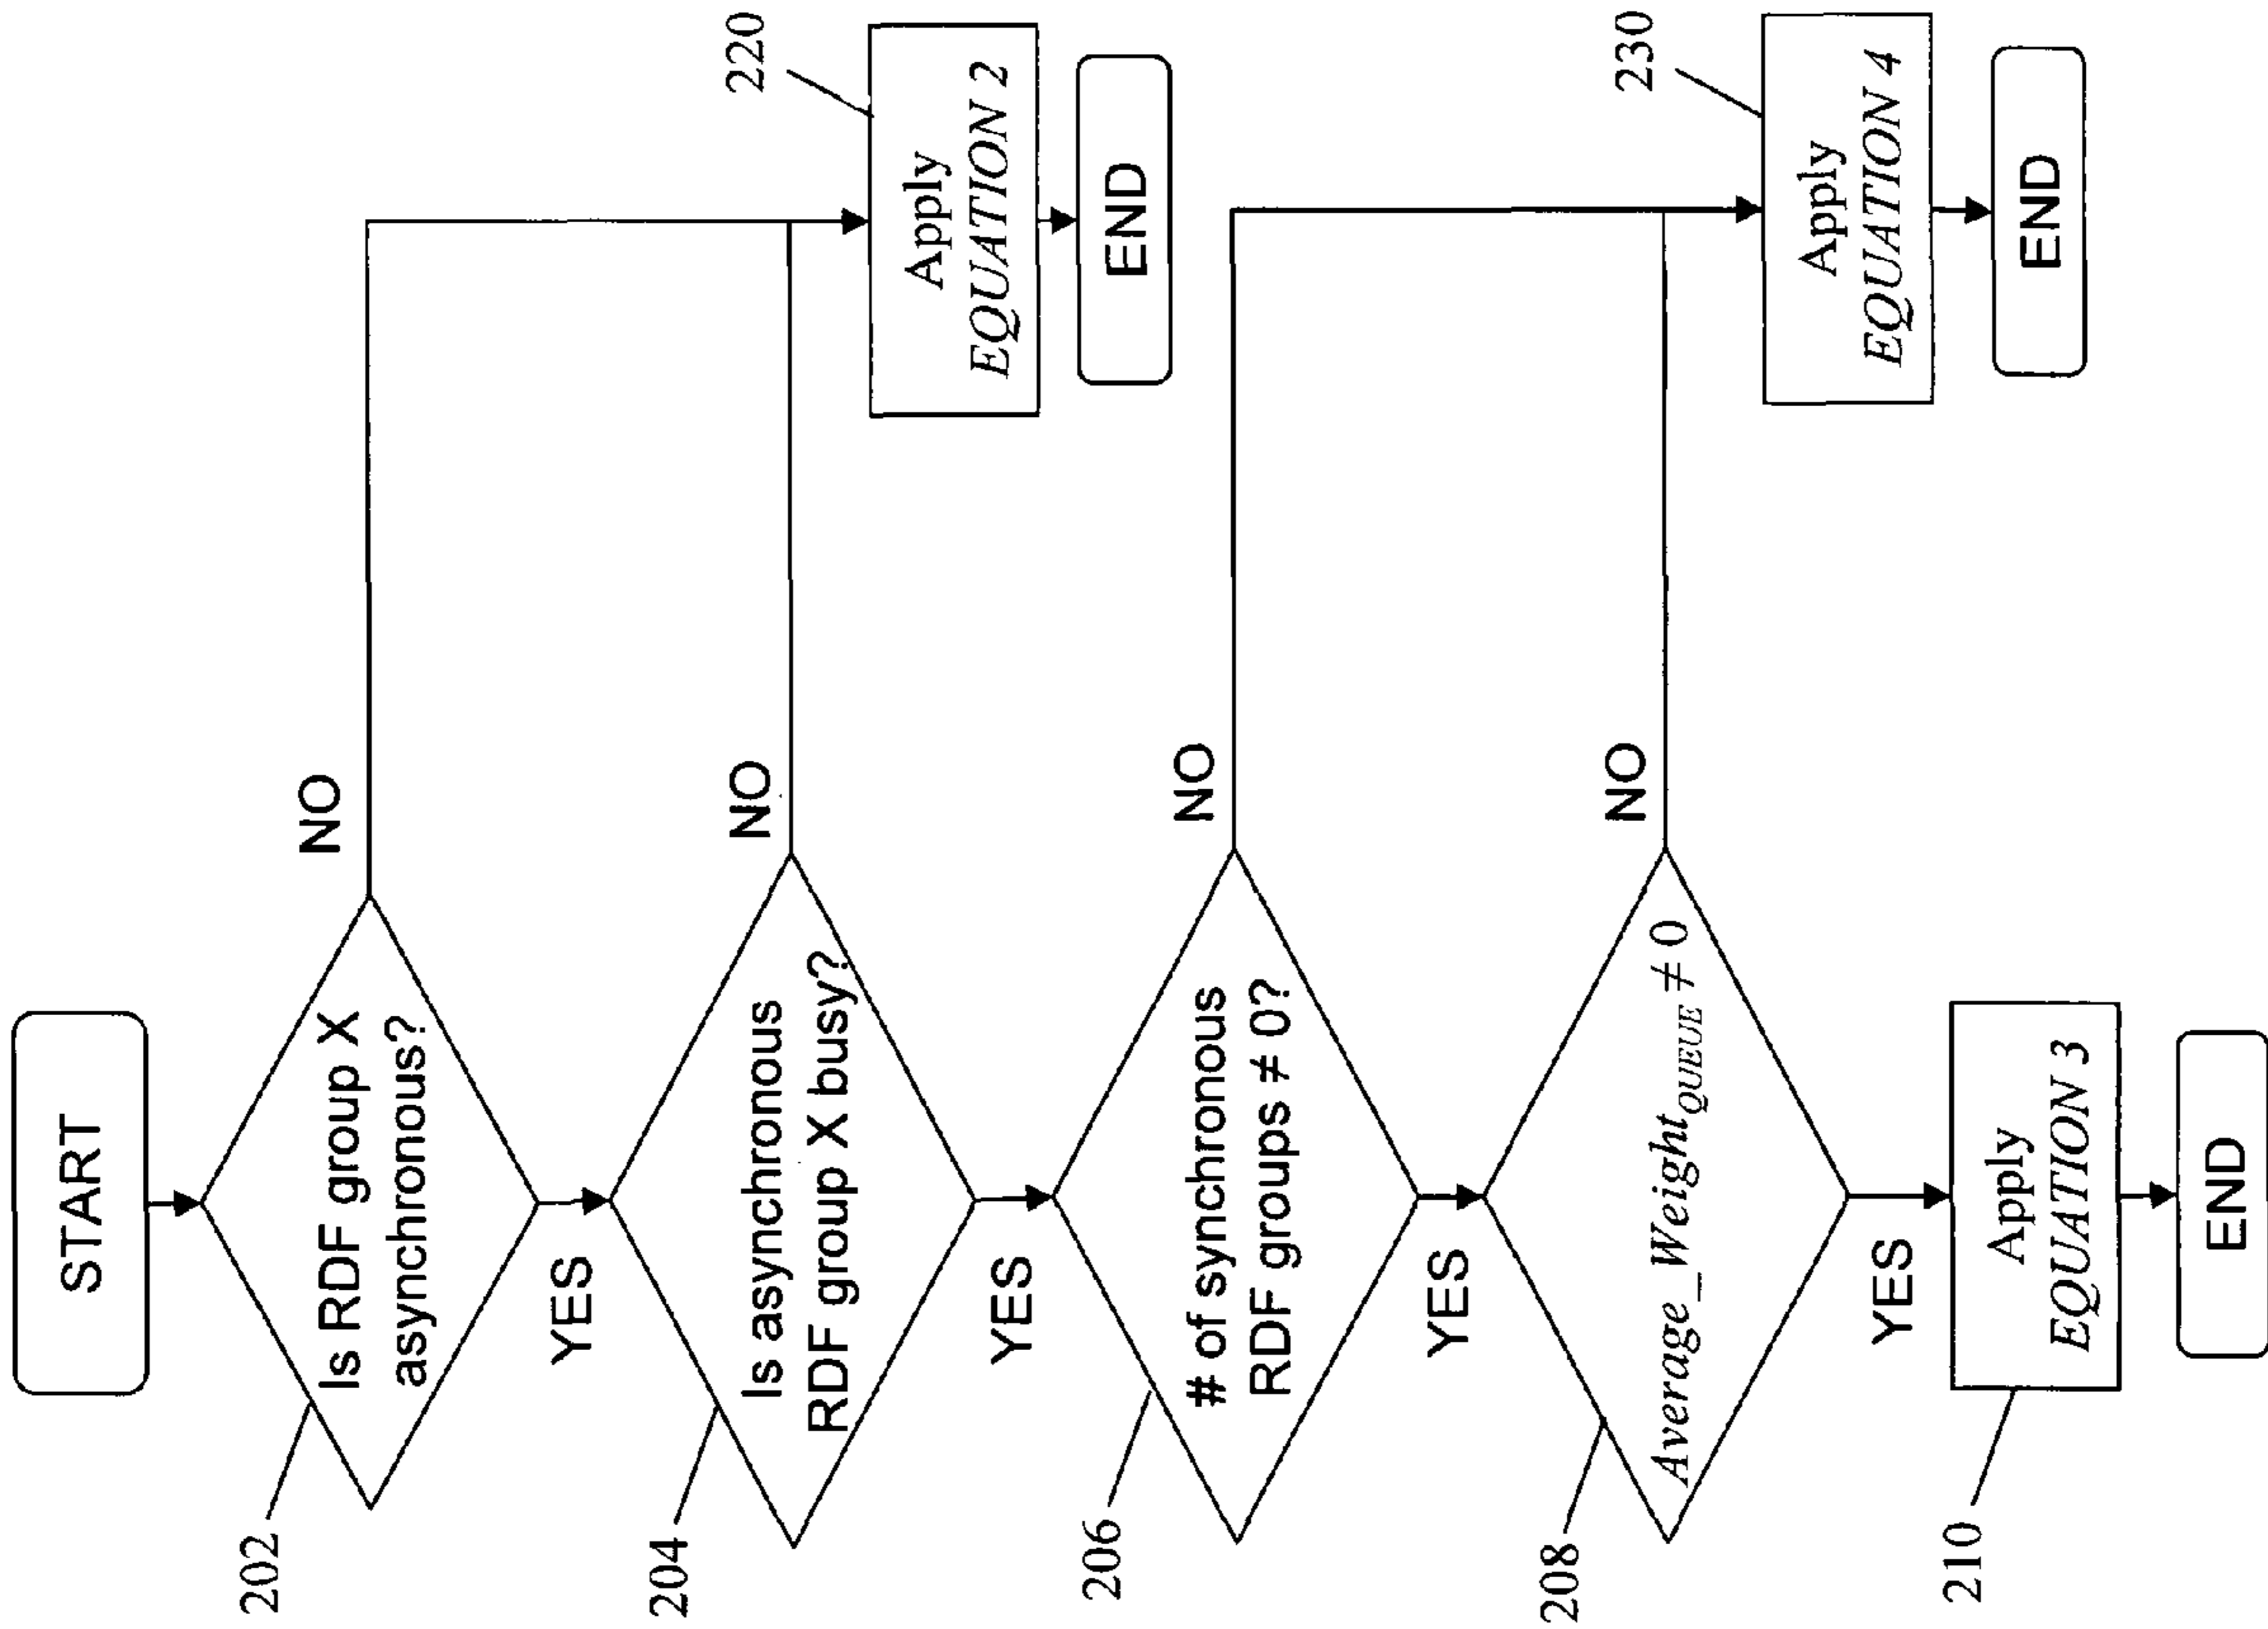 START
202
Is RDF group X
asynchronous?
NO
YES
204
Is asynchronous
RDF group X busy?
NO
220
Apply
EQUATION 2
END
YES
206
# of synchronous
RDF groups ≠ 0?
NO
YES
208
Average_Weight QUEUE ≠ 0
NO
230
Apply
EQUATION 4
END
YES
210
Apply
EQUATION 3
END